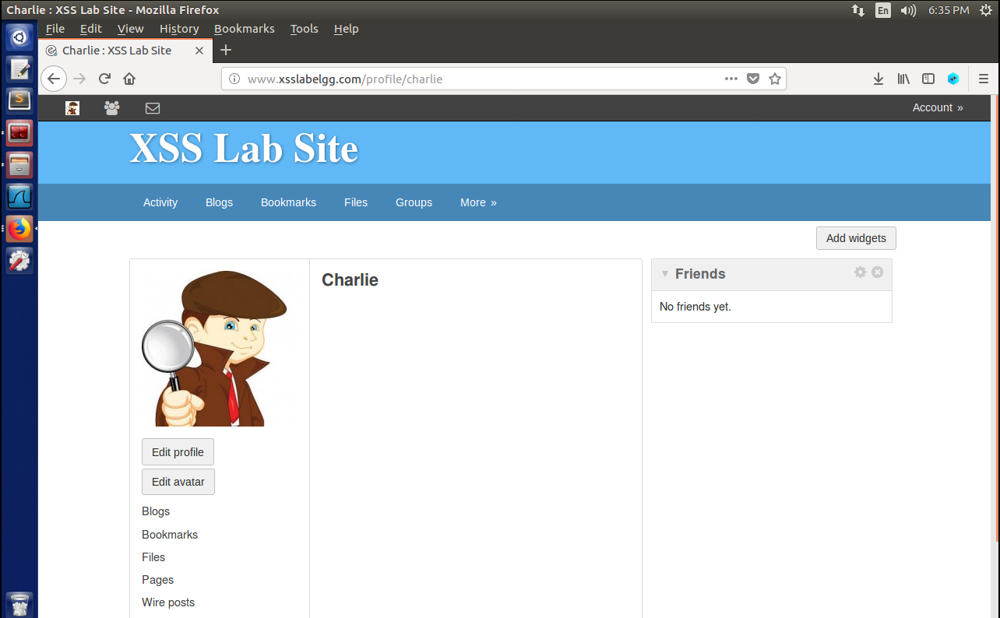 Charlie : XSS Lab Site - Mozilla Firefox
En
6:35 PM
File Edit View History Bookmarks Tools Help
Charlie : XSS Lab Site
www.xsslabelgg.com/profile/charlie
Account »
XSS Lab Site
Activity Blogs Bookmarks Files Groups More »
Add widgets
Charlie
Friends
No friends yet.
Edit profile
Edit avatar
Blogs
Bookmarks
Files
Pages
Wire posts